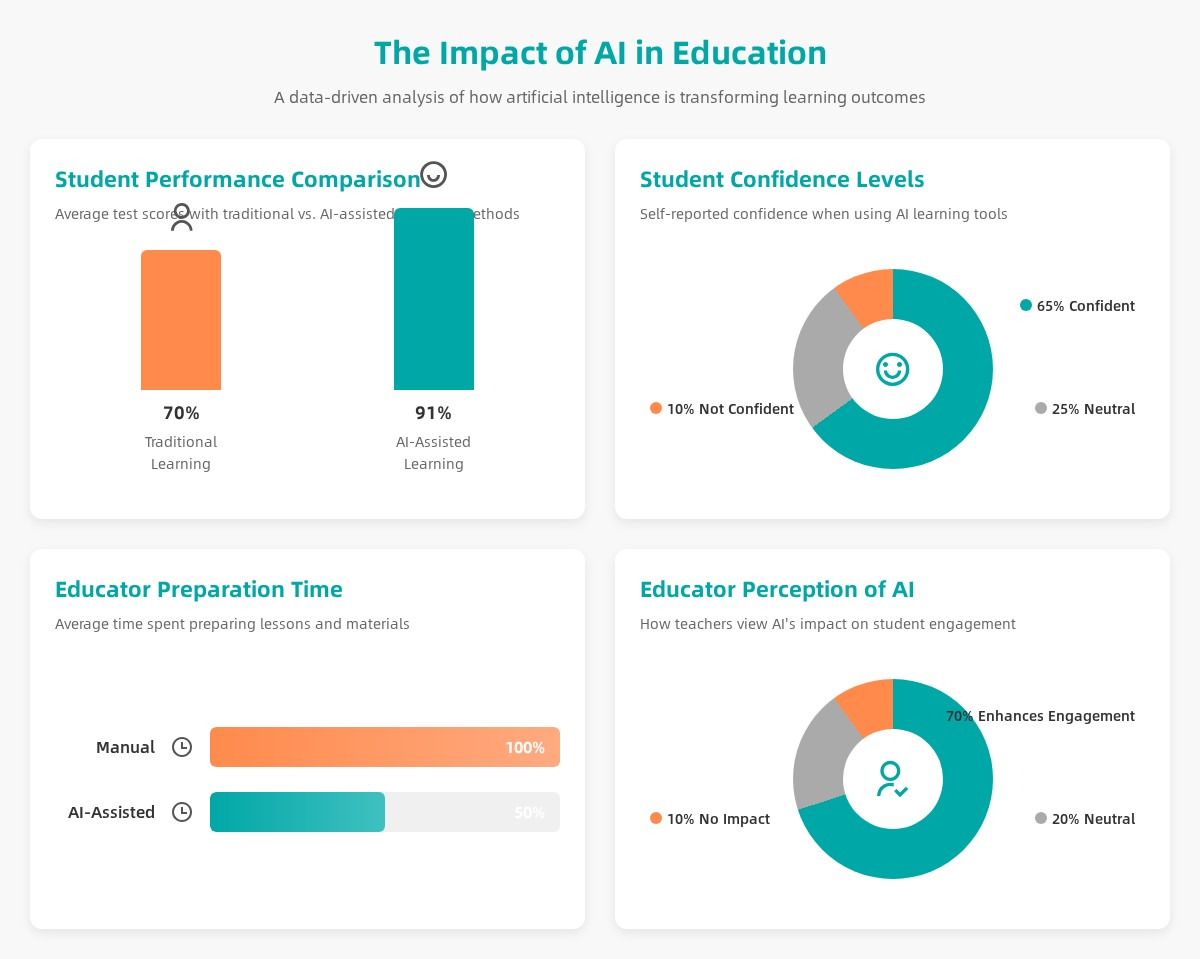 The Impact of AI in Education
A data-driven analysis of how artificial intelligence is transforming learning outcomes
Student Performance Comparison
Average test scores with traditional vs. AI-assisted ethods
70%
Traditional
Learning
91%
AI-Assisted
Learning
Student Confidence Levels
Self-reported confidence when using AI learning tools
65% Confident
10% Not Confident
25% Neutral
Educator Preparation Time
Average time spent preparing lessons and materials
Manual
100%
AI-Assisted
50%
Educator Perception of AI
How teachers view AI's impact on student engagement
70% Enhances Engagement
10% No Impact
20% Neutral